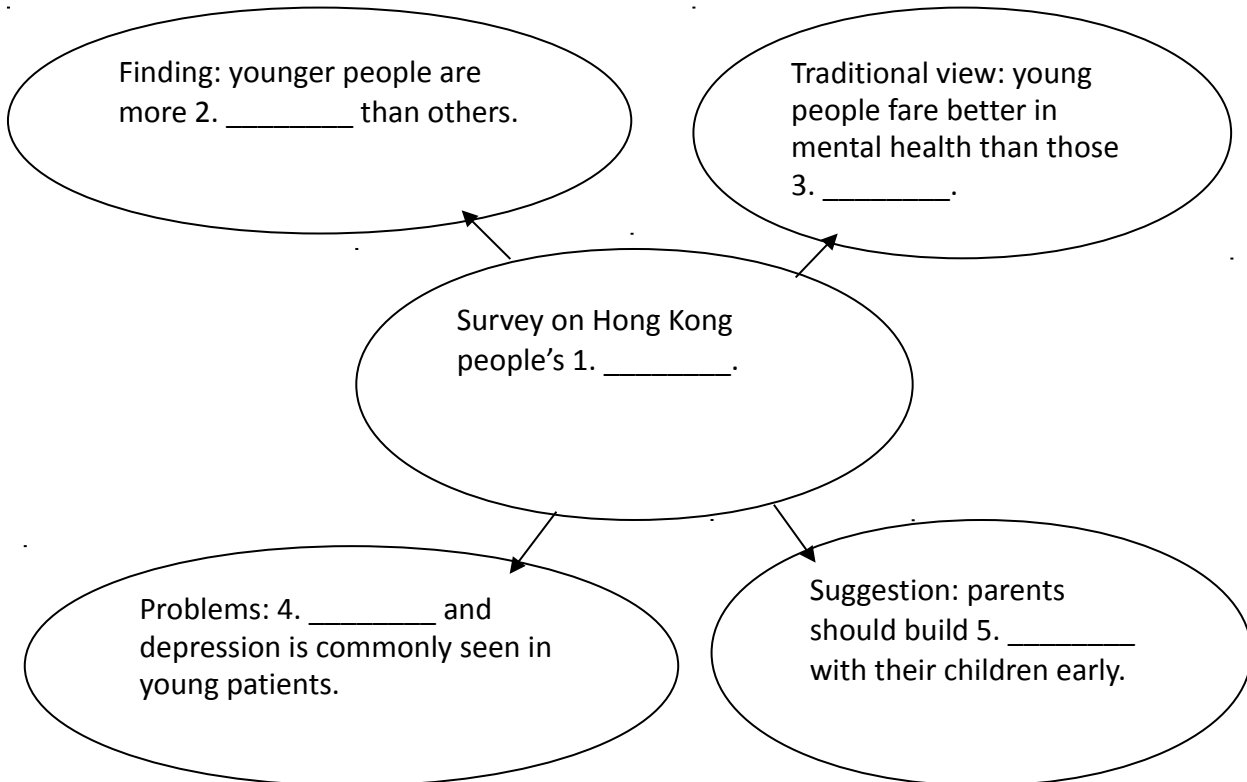 Finding: younger people are
more 2. ________ than others.
Traditional view: young
people fare better in
mental health than those
3. ________.
Survey on Hong Kong
people’s 1. ________.
Problems: 4. ________ and
depression is commonly seen in
young patients.
Suggestion: parents
should build 5. ________
with their children early.